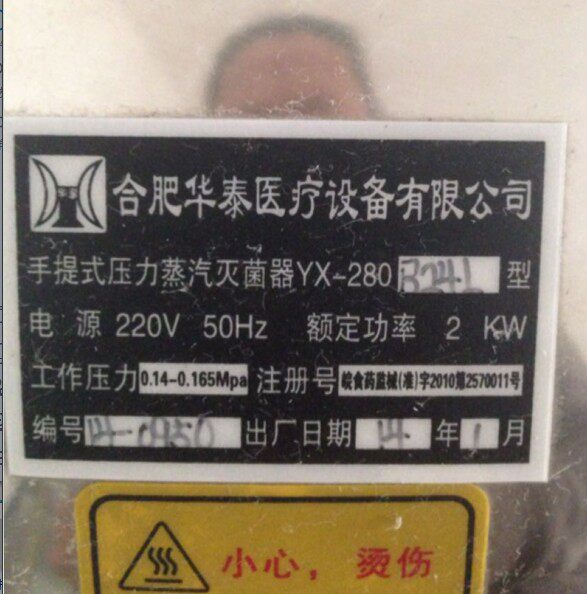 合肥华泰医疗设备有限公司
手提式压力蒸汽灭菌器YX-280 B24L 型
电 源 220V 50Hz 额定功率 2 KW
工作压力 0.14-0.165Mpa 注册号 皖食药监械(准)字2010第2570011号
编号 14-0950 出厂日期 14 年 1 月
小心，烫伤